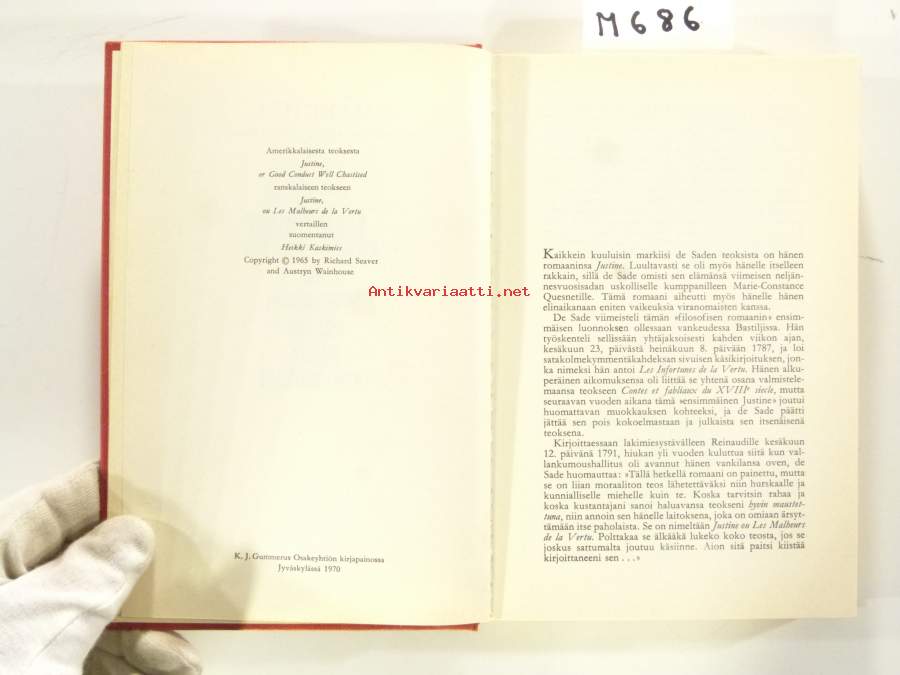 M686
Amerikkalaisesta teoksesta
Justine,
or Good Conduct Well Chastised
ranskalaiseen teokseen
Justine,
ou Les Malheurs de la Vertu
vertaillen
suomentanut
Heikki Kaskimies
Copyright © 1965 by Richard Seaver
and Austryn Wainhouse
K. J. Gummerus Osakeyhtiön kirjapainossa
Jyväskylässä 1970
Antikvariaatti.net
Kaikkein kuuluisin markiisi de Saden teoksista on hänen
romaaninsa Justine. Luultavasti se oli myös hänelle itselleen
rakkain, sillä de Sade omisti sen elämänsä viimeisen neljän-
nesvuosisadan uskolliselle kumppanilleen Marie-Constance
Quesnetille. Tämä romaani aiheutti myös hänelle hänen
elinaikanaan eniten vaikeuksia viranomaisten kanssa.
De Sade viimeisteli tämän »filosofisen romaanin» ensim-
mäisen luonnoksen ollessaan vankeudessa Bastiljissa. Hän
työskenteli sellissään yhtäjaksoisesti kahden viikon ajan,
kesäkuun 23. päivästä heinäkuun 8. päivään 1787, ja loi
satakolmekymmentäkahdeksan sivuisen käsikirjoituksen, jon-
ka nimeksi hän antoi Les Infortunes de la Vertu. Hänen alku-
peräinen aikomuksensa oli liittää se yhtenä osana valmistele-
maansa teokseen Contes et fabliaux du XVIIIe siecle, mutta
seuraavan vuoden aikana tämä »ensimmäinen Justine» joutui
huomattavan muokkauksen kohteeksi, ja de Sade päätti
jättää sen pois kokoelmastaan ja julkaista sen itsenäisenä
teoksena.
Kirjoittaessaan lakimiesystävälleen Reinaudille kesäkuun
12. päivänä 1791, hiukan yli vuoden kuluttua siitä kun val-
lankumoushallitus oli avannut hänen vankilansa oven, de
Sade huomauttaa: »Tällä hetkellä romaani on painettu, mutta
se on liian moraaliton teos lähetettäväksi niin hurskaalle ja
kunnialliselle miehelle kuin te. Koska tarvitsin rahaa ja
koska kustantajani sanoi haluavansa teokseni hyvin maustet-
tuna, niin annoin sen hänelle laitoksena, joka on omiaan ärsyt-
tämään itse paholaista. Se on nimeltään Justine ou Les Malheurs
de la Vertu. Polttakaa se älkääkä lukeko koko teosta, jos se
joskus sattumalta joutuu käsiinne. Aion sitä paitsi kiistää
kirjoittaneeni sen . . .»